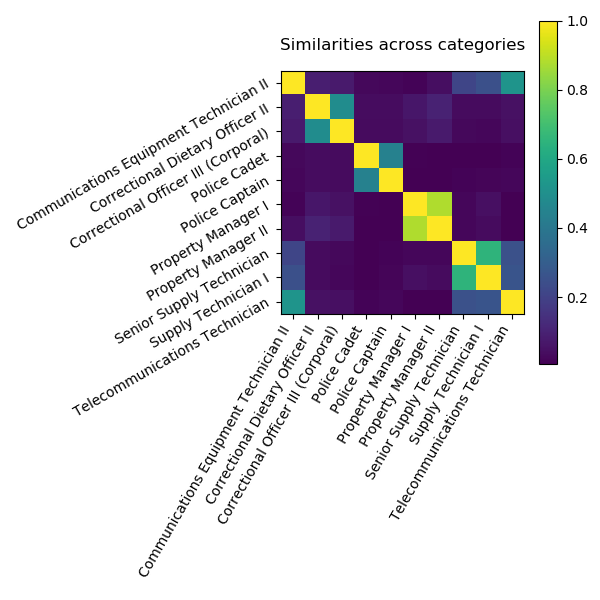 Similarities across categories
Communications Equipment Technician II
Correctional Dietary Officer II
Correctional Officer III (Corporal)
Police Cadet
Police Captain
Property Manager I
Property Manager II
Senior Supply Technician
Supply Technician I
Telecommunications Technician
Communications Equipment Technician II
Correctional Dietary Officer II
Correctional Officer III (Corporal)
Police Cadet
Police Captain
Property Manager I
Property Manager II
Senior Supply Technician
Supply Technician I
Telecommunications Technician
1.0
0.8
0.6
0.4
0.2